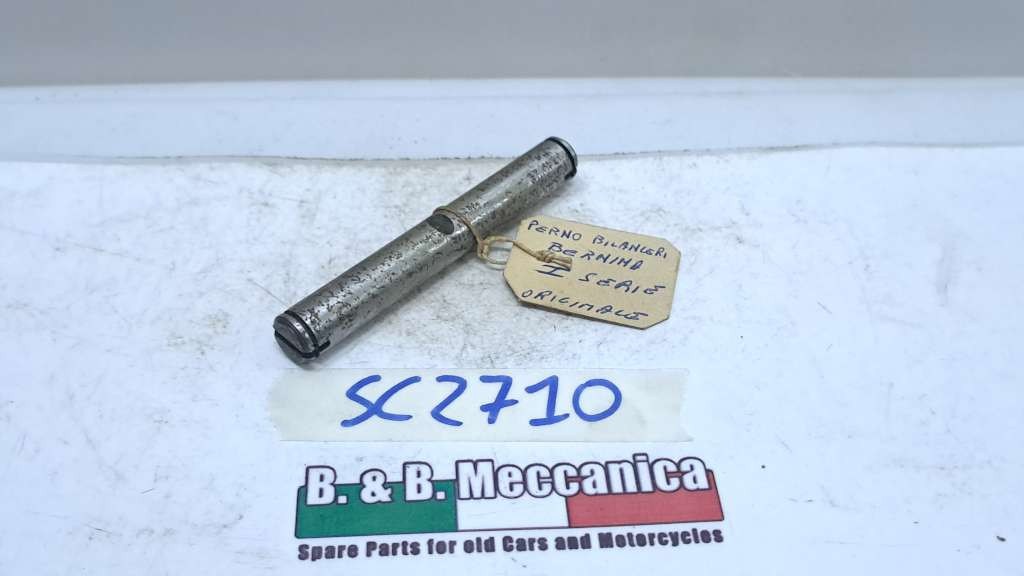 PERNO BILANCERI
BERNINA
I SERIE
ORIGINALE
SC2710
B. & B. Meccanica
Spare Parts for old Cars and Motorcycles